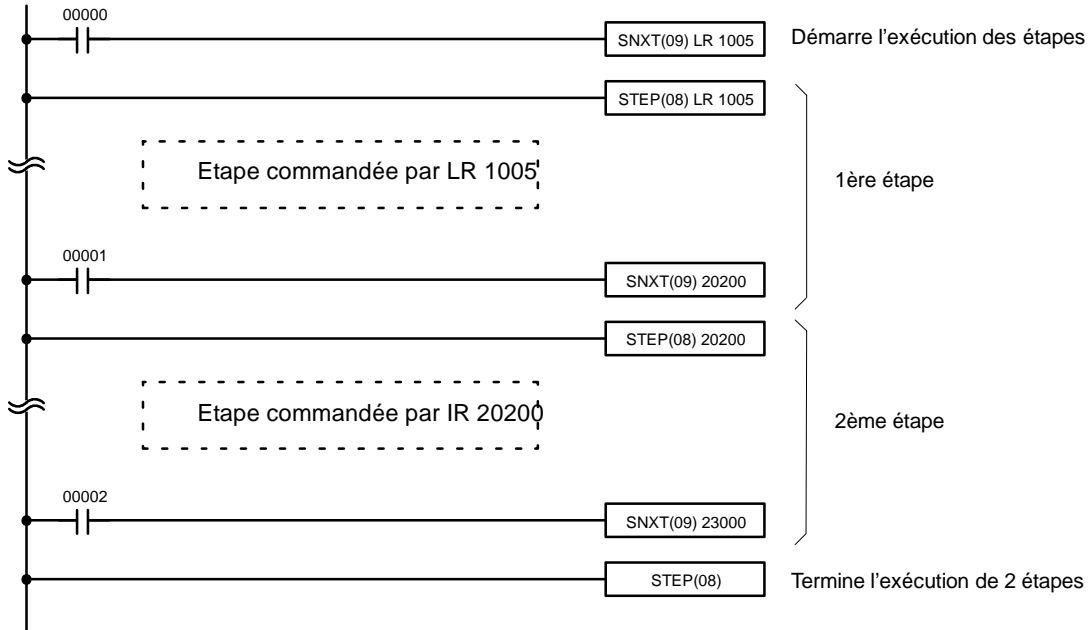 00000
SNXT(09) LR 1005
Démarre l'exécution des étapes
STEP(08) LR 1005
Etape commandée par LR 1005
1ère étape
00001
SNXT(09) 20200
STEP(08) 20200
Etape commandée par IR 20200
2ème étape
00002
SNXT(09) 23000
STEP(08)
Termine l'exécution de 2 étapes